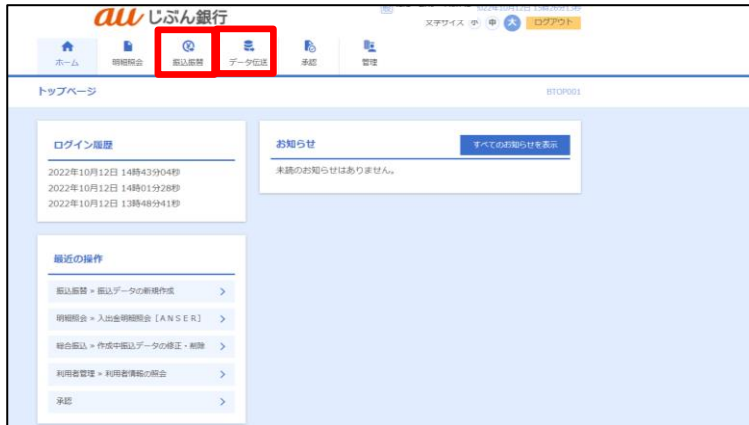 au じぶん銀行
文字サイズ 小 中 大 ログアウト
ホーム 明細照会 振込振替 データ伝送 承認 管理
トップページ BTOP001
ログイン履歴
2022年10月12日 14時43分04秒
2022年10月12日 14時01分28秒
2022年10月12日 13時48分41秒
お知らせ すべてのお知らせを表示
未読のお知らせはありません。
最近の操作
振込振替 » 振込データの新規作成
明細照会 » 入出金明細照会［ＡＮＳＥＲ］
総合振込 » 作成中振込データの修正・削除
利用者管理 » 利用者情報の照会
承認